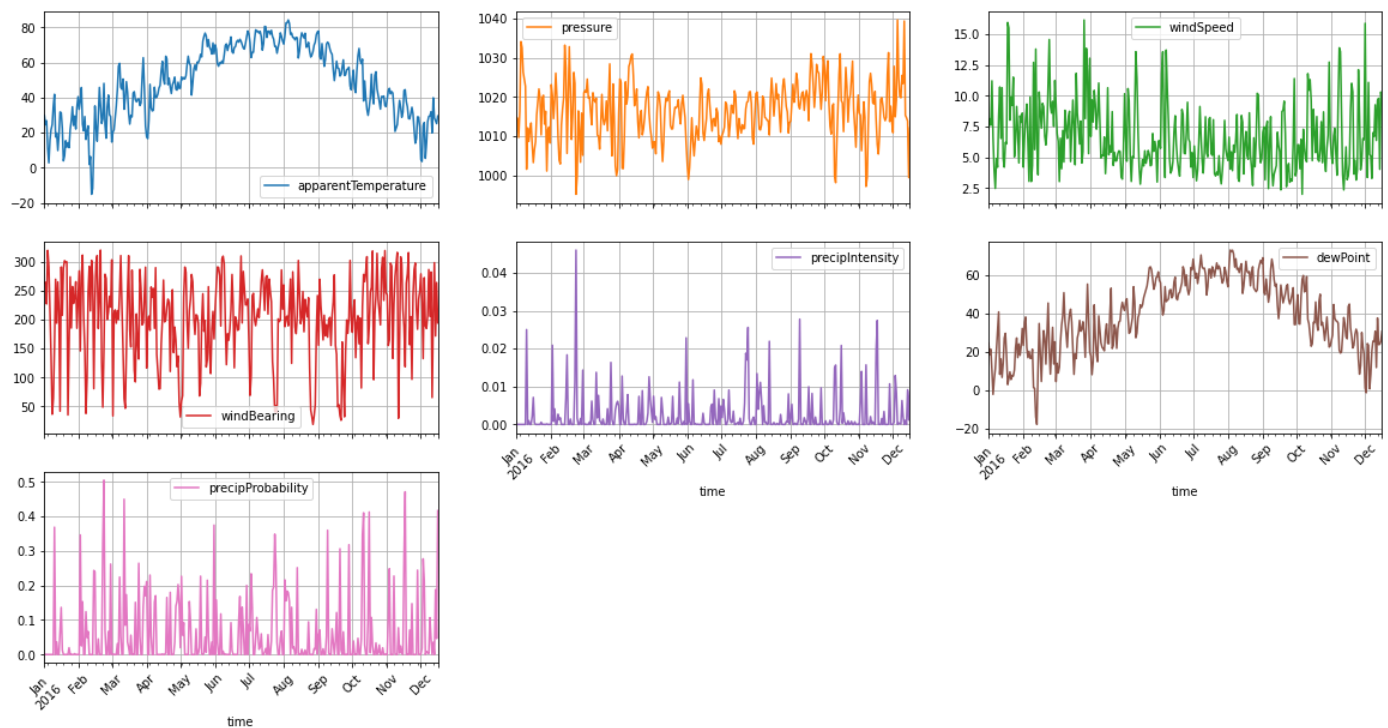 80
60
40
20
0
−20
apparentTemperature
1040
1030
1020
1010
1000
pressure
15.0
12.5
10.0
7.5
5.0
2.5
windSpeed
300
250
200
150
100
50
windBearing
0.04
0.03
0.02
0.01
0.00
precipIntensity
Jan
2016
Feb
Mar
Apr
May
Jun
Jul
Aug
Sep
Oct
Nov
Dec
time
60
40
20
0
−20
dewPoint
Jan
2016
Feb
Mar
Apr
May
Jun
Jul
Aug
Sep
Oct
Nov
Dec
time
0.5
0.4
0.3
0.2
0.1
0.0
precipProbability
Jan
2016
Feb
Mar
Apr
May
Jun
Jul
Aug
Sep
Oct
Nov
Dec
time